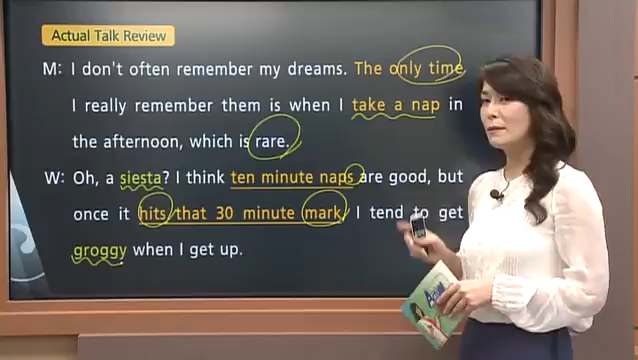 Actual Talk Review
M: I don't often remember my dreams. The only time
I really remember them is when I take a nap in
the afternoon, which is rare.
W: Oh, a siesta? I think ten minute naps are good, but
once it hits that 30 minute mark, I tend to get
groggy when I get up.